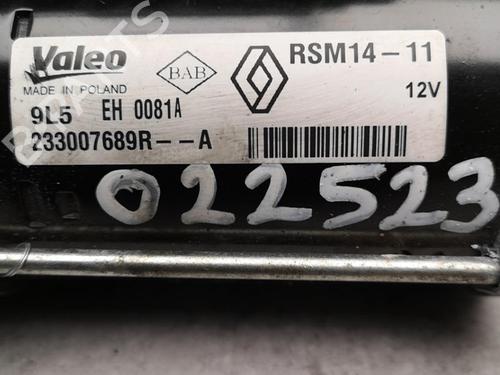 Valeo
MADE IN POLAND
BAB
RSM14-11
12V
9L5 EH 0081A
233007689R--A
022523